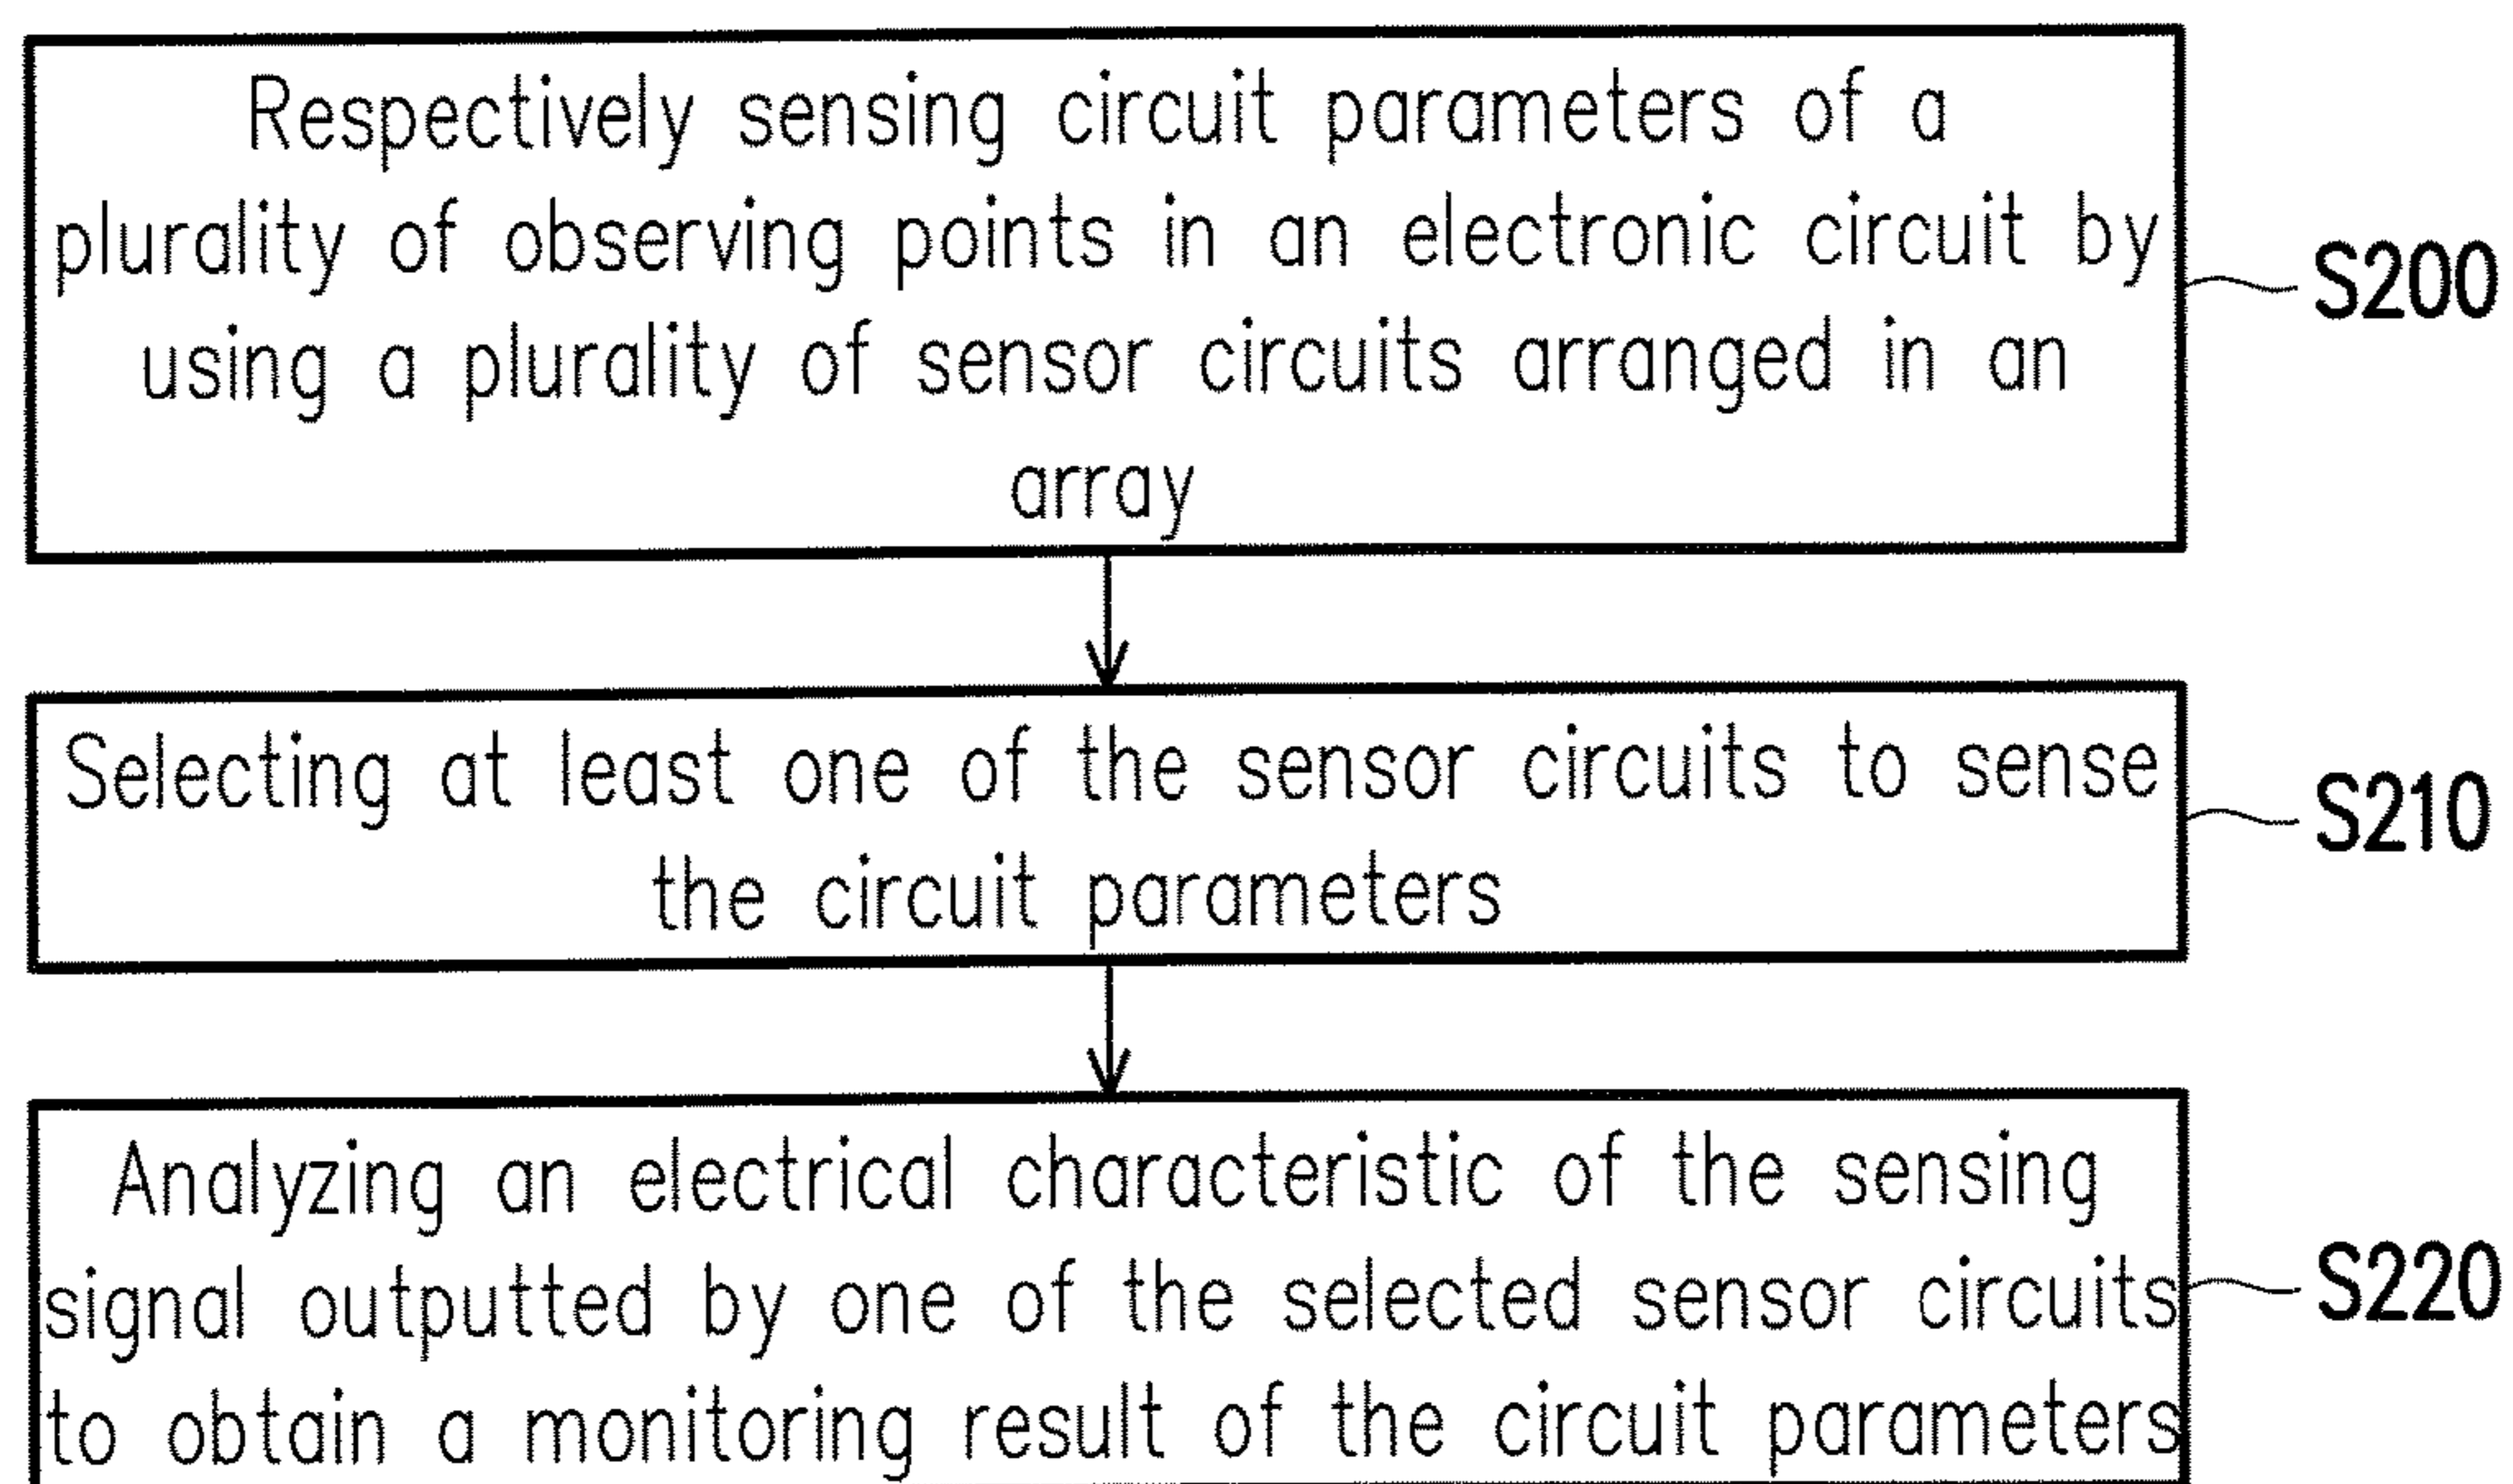 Respectively sensing circuit parameters of a
plurality of observing points in an electronic circuit by
using a plurality of sensor circuits arranged in an
array
S200
Selecting at least one of the sensor circuits to sense
the circuit parameters
S210
Analyzing an electrical characteristic of the sensing
signal outputted by one of the selected sensor circuits
to obtain a monitoring result of the circuit parameters
S220